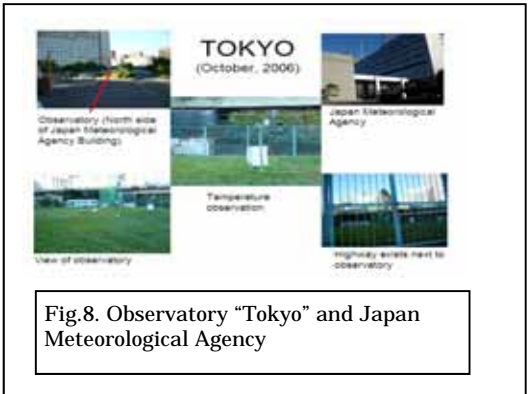 TOKYO
(October, 2006)
Observatory (North side
of Japan Meteorological
Agency Building)
Japan Meteorological
Agency
Temperature
observation
View of observatory
Highway exists next to
observatory
Fig.8. Observatory “Tokyo” and Japan
Meteorological Agency